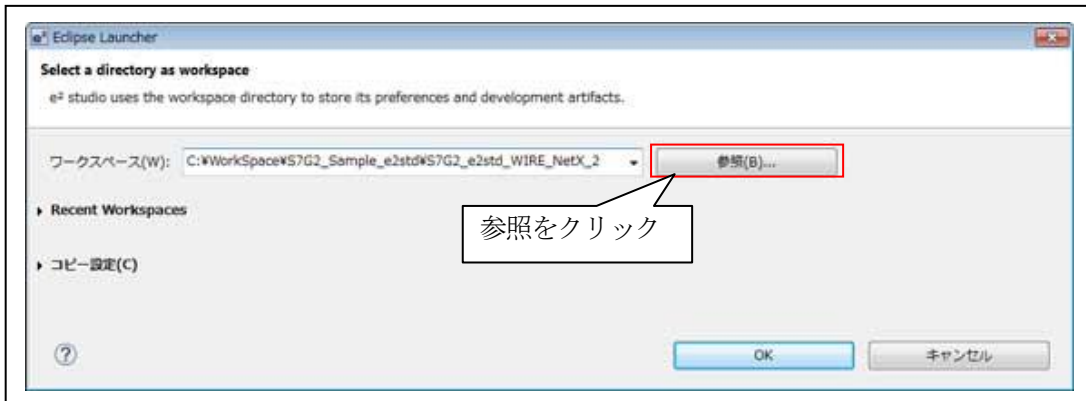 e² Eclipse Launcher
Select a directory as workspace
e² studio uses the workspace directory to store its preferences and development artifacts.
ワークスペース(W): C:¥WorkSpace¥S7G2_Sample_e2std¥S7G2_e2std_WIRE_NetX_2 参照(B)...
Recent Workspaces
参照をクリック
コピー設定(C)
? OK キャンセル